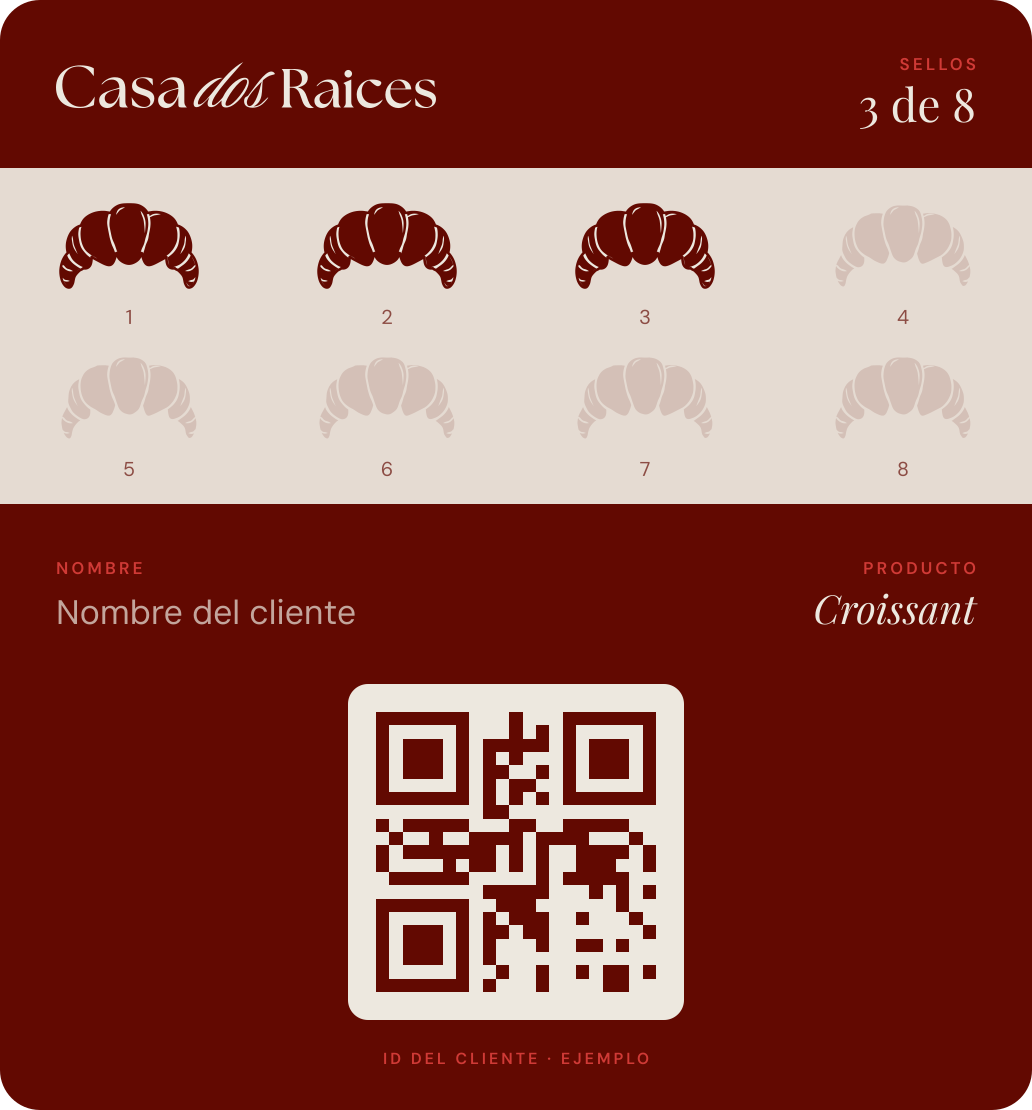 Casa dos Raices
SELLOS
3 de 8
1 2 3 4
5 6 7 8
NOMBRE
Nombre del cliente
PRODUCTO
Croissant
ID DEL CLIENTE · EJEMPLO